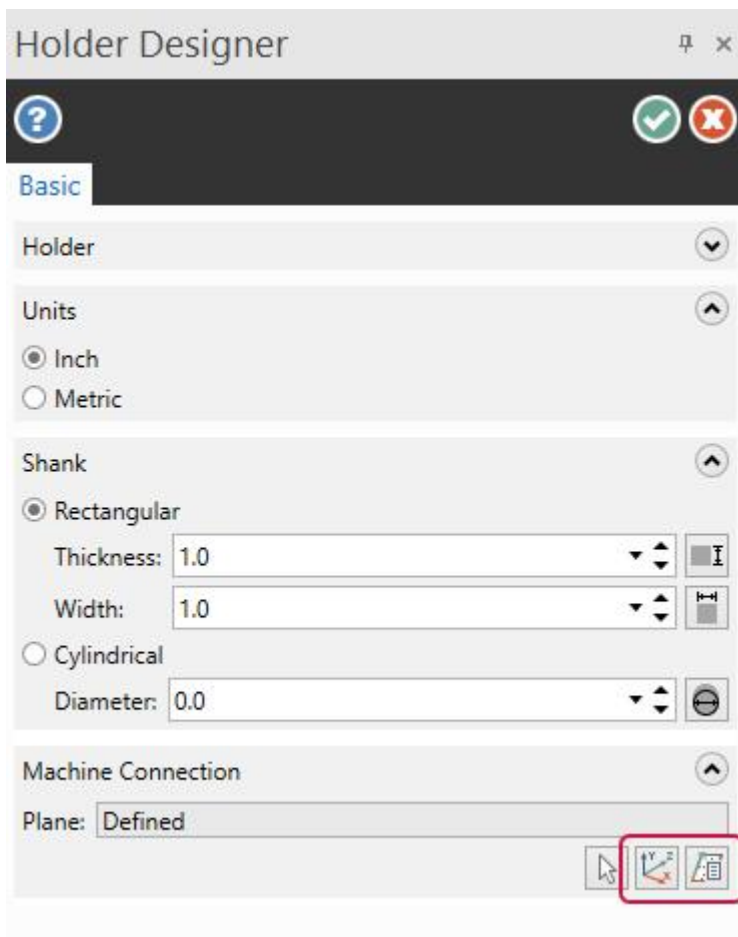 Holder Designer
Basic
Holder
Units
Inch
Metric
Shank
Rectangular
Thickness: 1.0
Width: 1.0
Cylindrical
Diameter: 0.0
Machine Connection
Plane: Defined